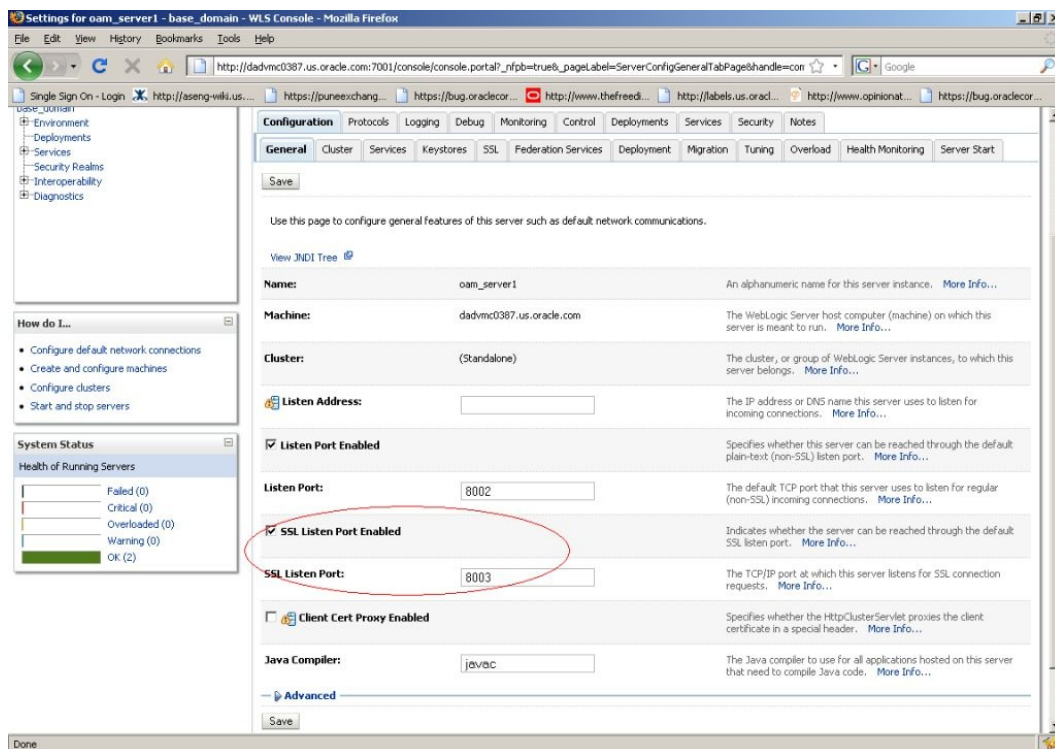 Settings for oam_server1 - base_domain - WLS Console - Mozilla Firefox
File Edit View History Bookmarks Tools Help
http://dadvmc0387.us.oracle.com:7001/console/console.portal?_nfpb=true&_pageLabel=ServerConfigGeneralTabPage&handle=com
Google
Single Sign On - Login
http://aseng-wiki.us....
https://puneexchang...
https://bug.oraclecor...
http://www.thefreedi...
http://labels.us.oracl...
http://www.opinionat...
https://bug.oraclecor...
base_domain
Environment
Deployments
Services
Security Realms
Interoperability
Diagnostics
How do I...
Configure default network connections
Create and configure machines
Configure clusters
Start and stop servers
System Status
Health of Running Servers
Failed (0)
Critical (0)
Overloaded (0)
Warning (0)
OK (2)
Configuration Protocols Logging Debug Monitoring Control Deployments Services Security Notes
General Cluster Services Keystores SSL Federation Services Deployment Migration Tuning Overload Health Monitoring Server Start
Save
Use this page to configure general features of this server such as default network communications.
View JNDI Tree
Name: oam_server1 An alphanumeric name for this server instance. More Info...
Machine: dadvmc0387.us.oracle.com The WebLogic Server host computer (machine) on which this
server is meant to run. More Info...
Cluster: (Standalone) The cluster, or group of WebLogic Server instances, to which this
server belongs. More Info...
Listen Address: The IP address or DNS name this server uses to listen for
incoming connections. More Info...
Listen Port Enabled Specifies whether this server can be reached through the default
plain-text (non-SSL) listen port. More Info...
Listen Port: 8002 The default TCP port that this server uses to listen for regular
(non-SSL) incoming connections. More Info...
SSL Listen Port Enabled Indicates whether the server can be reached through the default
SSL listen port. More Info...
SSL Listen Port: 8003 The TCP/IP port at which this server listens for SSL connection
requests. More Info...
Client Cert Proxy Enabled Specifies whether the HttpClusterServlet proxies the client
certificate in a special header. More Info...
Java Compiler: javac The Java compiler to use for all applications hosted on this server
that need to compile Java code. More Info...
Advanced
Save
Done